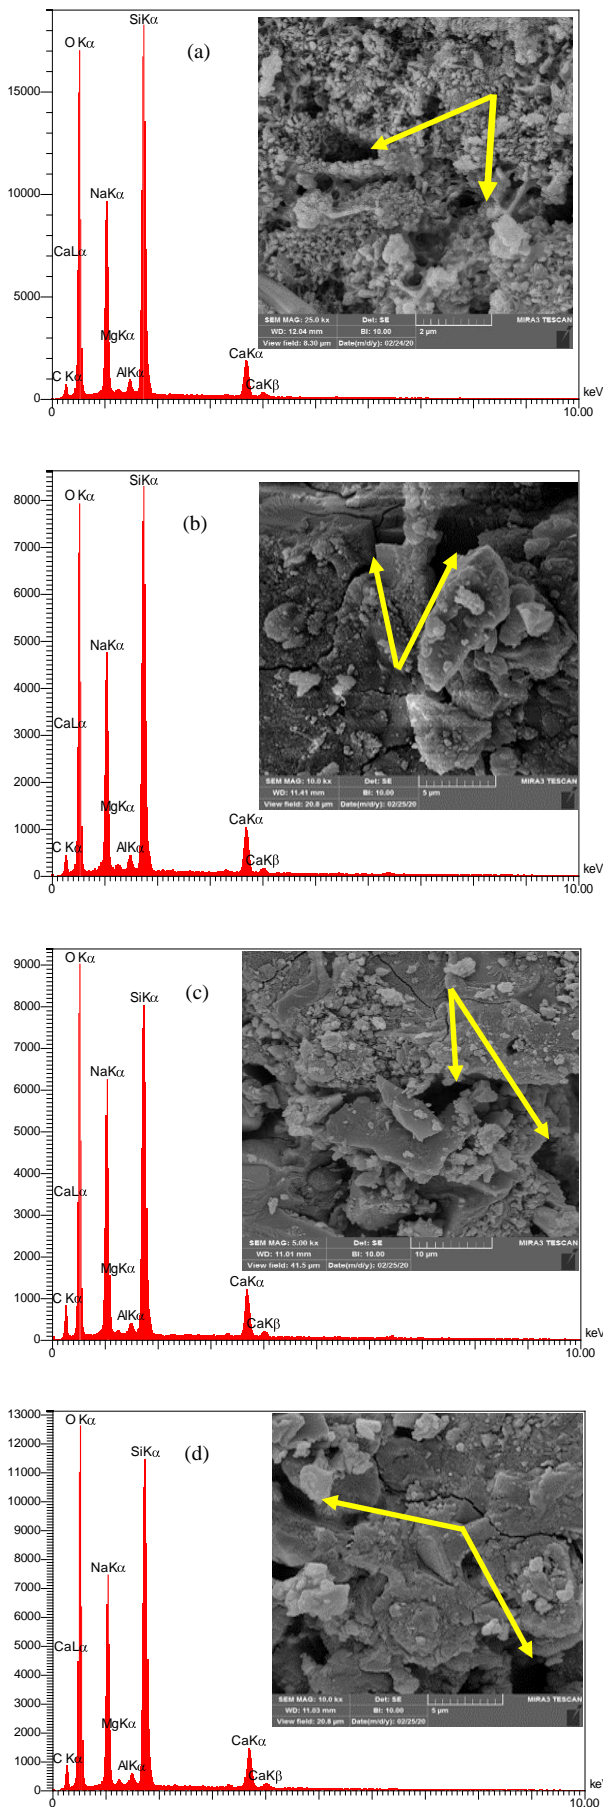 (a)
O Kα
SiKα
NaKα
CaLα
MgKα
C Kα
AlKα
CaKα
CaKβ
15000
10000
5000
0
0
10.00
keV
SEM MAG: 25.0 kx
Det: SE
WD: 12.04 mm
BI: 10.00
2 µm
MIRA3 TESCAN
View field: 8.30 µm
Date(m/d/y): 02/24/20
(b)
O Kα
SiKα
NaKα
CaLα
MgKα
C Kα
AlKα
CaKα
CaKβ
8000
7000
6000
5000
4000
3000
2000
1000
0
0
10.00
keV
SEM MAG: 10.0 kx
Det: SE
WD: 11.41 mm
BI: 10.00
5 µm
MIRA3 TESCAN
View field: 20.8 µm
Date(m/d/y): 02/25/20
(c)
O Kα
SiKα
NaKα
CaLα
MgKα
C Kα
AlKα
CaKα
CaKβ
9000
8000
7000
6000
5000
4000
3000
2000
1000
0
0
10.00
keV
SEM MAG: 5.00 kx
Det: SE
WD: 11.01 mm
BI: 10.00
10 µm
MIRA3 TESCAN
View field: 41.5 µm
Date(m/d/y): 02/25/20
(d)
O Kα
SiKα
NaKα
CaLα
MgKα
C Kα
AlKα
CaKα
CaKβ
13000
12000
11000
10000
9000
8000
7000
6000
5000
4000
3000
2000
1000
0
0
10.00
keV
SEM MAG: 10.0 kx
Det: SE
WD: 11.03 mm
BI: 10.00
5 µm
MIRA3 TESCAN
View field: 20.8 µm
Date(m/d/y): 02/25/20